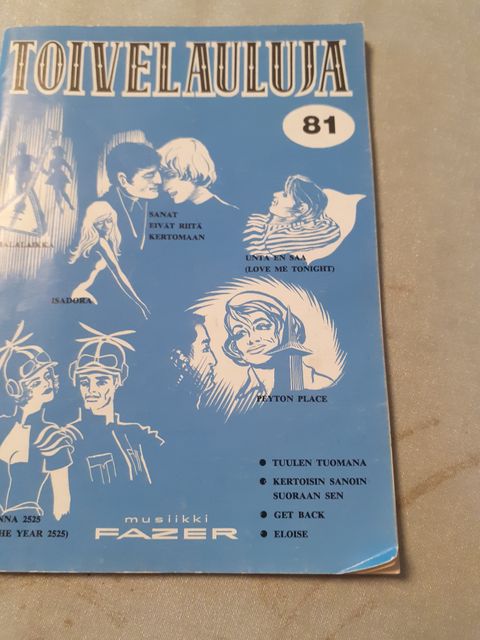 TOIVELAULUJA
81
BALALAIKKA
SANAT
EIVÄT RIITÄ
KERTOMAAN
UNTA EN SAA
(LOVE ME TONIGHT)
ISADORA
PEYTON PLACE
TUULEN TUOMANA
KERTOISIN SANOIN
SUORAAN SEN
GET BACK
ELOISE
NNA 2525
HE YEAR 2525)
musiikki
FAZER